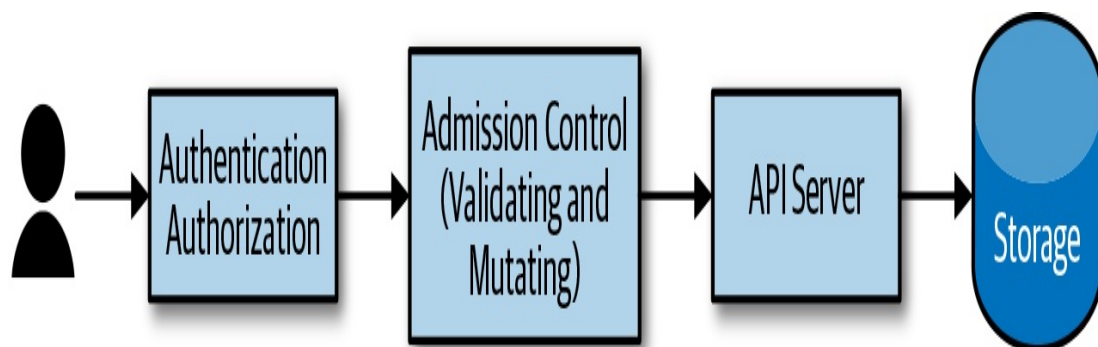 Authentication
Authorization
Admission Control
(Validating and
Mutating)
API Server
Storage